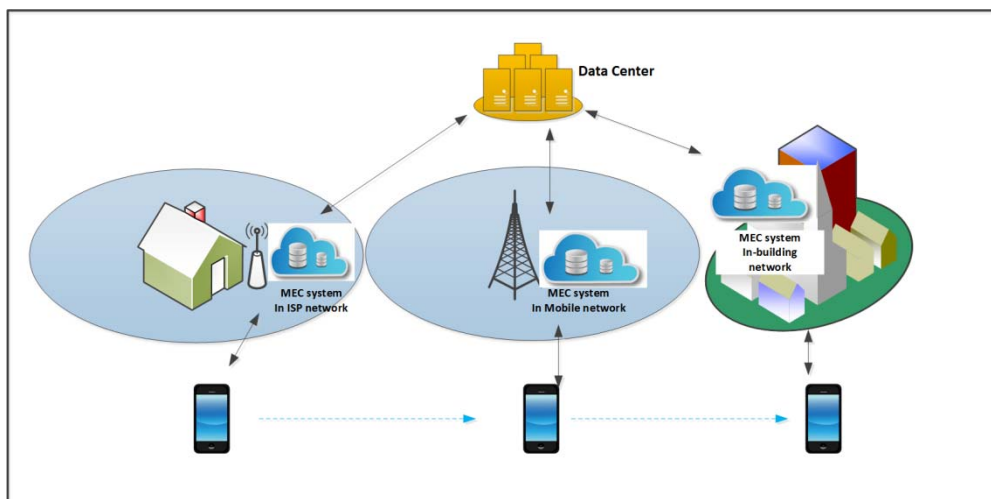 Data Center
MEC system
In ISP network
MEC system
In Mobile network
MEC system
In-building
network